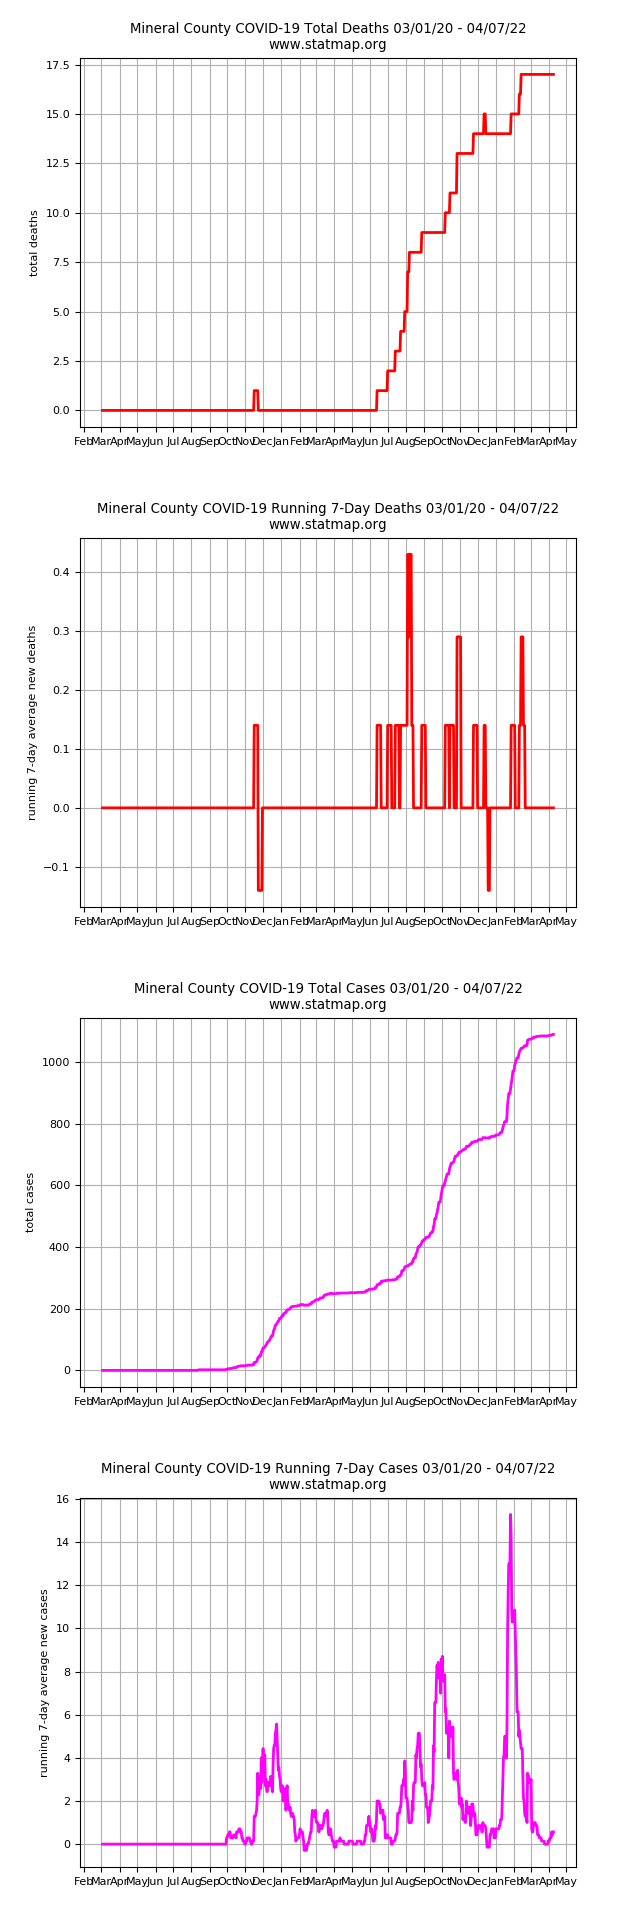 Mineral County COVID-19 Total Deaths 03/01/20 - 04/07/22
www.statmap.org
17.5
15.0
12.5
10.0
7.5
5.0
2.5
0.0
total deaths
Feb Mar Apr May Jun Jul Aug Sep Oct Nov Dec Jan Feb Mar Apr May Jun Jul Aug Sep Oct Nov Dec Jan Feb Mar Apr May
Mineral County COVID-19 Running 7-Day Deaths 03/01/20 - 04/07/22
www.statmap.org
0.4
0.3
0.2
0.1
0.0
−0.1
running 7-day average new deaths
Feb Mar Apr May Jun Jul Aug Sep Oct Nov Dec Jan Feb Mar Apr May Jun Jul Aug Sep Oct Nov Dec Jan Feb Mar Apr May
Mineral County COVID-19 Total Cases 03/01/20 - 04/07/22
www.statmap.org
1000
800
600
400
200
0
total cases
Feb Mar Apr May Jun Jul Aug Sep Oct Nov Dec Jan Feb Mar Apr May Jun Jul Aug Sep Oct Nov Dec Jan Feb Mar Apr May
Mineral County COVID-19 Running 7-Day Cases 03/01/20 - 04/07/22
www.statmap.org
16
14
12
10
8
6
4
2
0
running 7-day average new cases
Feb Mar Apr May Jun Jul Aug Sep Oct Nov Dec Jan Feb Mar Apr May Jun Jul Aug Sep Oct Nov Dec Jan Feb Mar Apr May